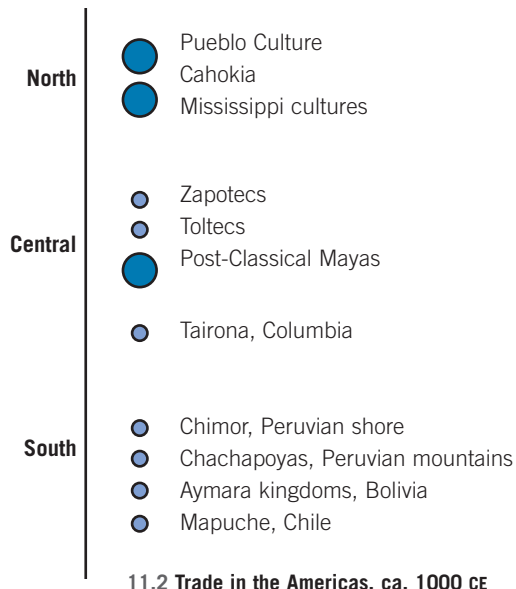 North
Pueblo Culture
Cahokia
Mississippi cultures
Central
Zapotecs
Toltecs
Post-Classical Mayas
Tairona, Columbia
South
Chimor, Peruvian shore
Chachapoyas, Peruvian mountains
Aymara kingdoms, Bolivia
Mapuche, Chile
11.2 Trade in the Americas, ca. 1000 CE